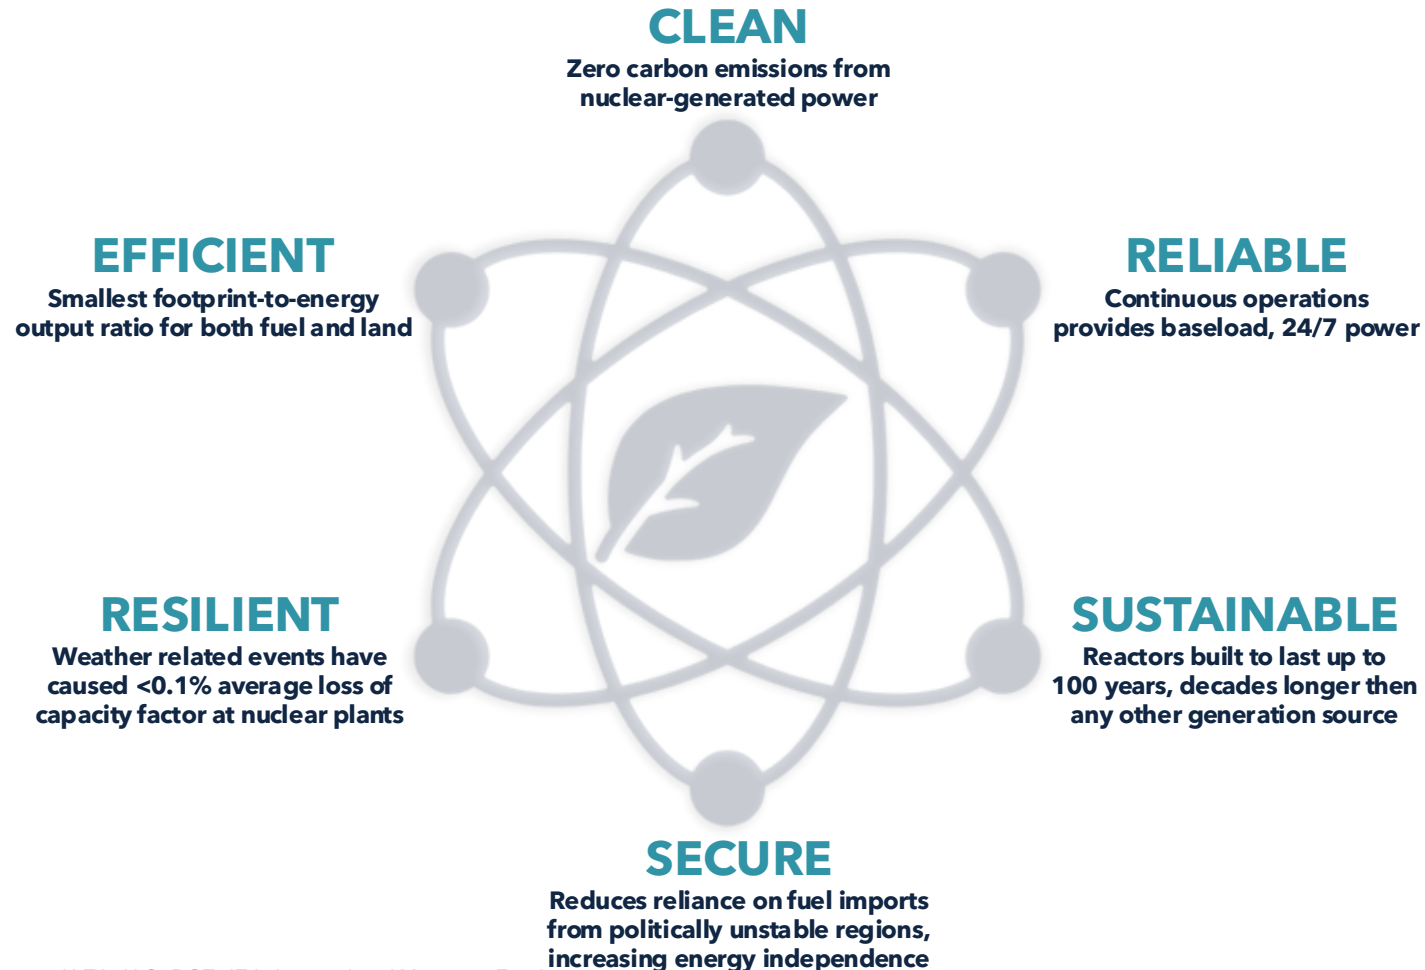 CLEAN
Zero carbon emissions from
nuclear-generated power
EFFICIENT
Smallest footprint-to-energy
output ratio for both fuel and land
RELIABLE
Continuous operations
provides baseload, 24/7 power
RESILIENT
Weather related events have
caused <0.1% average loss of
capacity factor at nuclear plants
SUSTAINABLE
Reactors built to last up to
100 years, decades longer then
any other generation source
SECURE
Reduces reliance on fuel imports
from politically unstable regions,
increasing energy independence